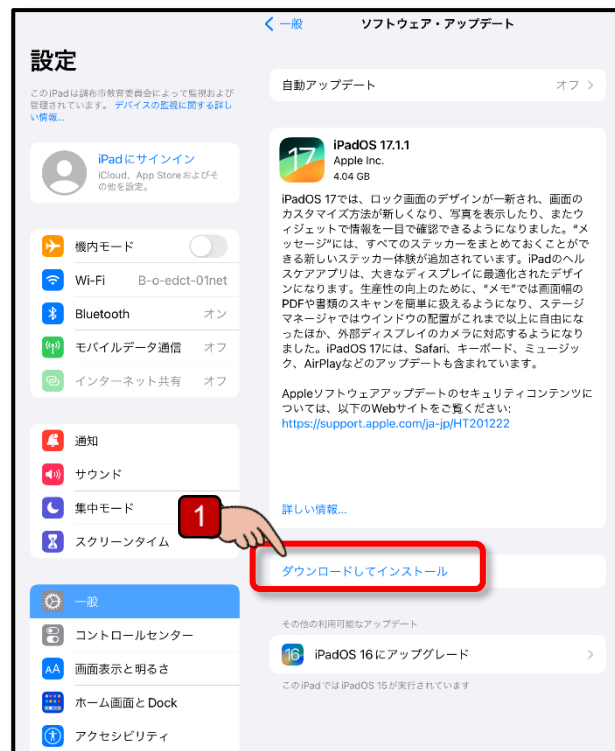 一般
ソフトウェア・アップデート
設定
このiPadは調布市教育委員会によって監視および
管理されています。デバイスの監視に関する詳し
い情報...
iPadにサインイン
iCloud、App Storeおよびそ
の他を設定。
機内モード
Wi-Fi B-o-edct-01net
Bluetooth オン
モバイルデータ通信 オフ
インターネット共有 オフ
通知
サウンド
集中モード
スクリーンタイム
一般
コントロールセンター
AA 画面表示と明るさ
ホーム画面とDock
アクセシビリティ
自動アップデート オフ
17
iPadOS 17.1.1
Apple Inc.
4.04 GB
iPadOS 17では、ロック画面のデザインが一新され、画面の
カスタマイズ方法が新しくなり、写真を表示したり、またウ
ィジェットで情報を一目で確認できるようになりました。"メ
ッセージ"には、すべてのステッカーをまとめておくことがで
きる新しいステッカー体験が追加されています。iPadのヘル
スケアアプリは、大きなディスプレイに最適化されたデザイ
ンになります。生産性の向上のために、"メモ"では画面幅の
PDFや書類のスキャンを簡単に扱えるようになり、ステージ
マネージャではウインドウの配置がこれまで以上に自由にな
ったほか、外部ディスプレイのカメラに対応するようになり
ました。iPadOS 17には、Safari、キーボード、ミュージッ
ク、AirPlayなどのアップデートも含まれています。
Appleソフトウェアアップデートのセキュリティコンテンツに
ついては、以下のWebサイトをご覧ください:
https://support.apple.com/ja-jp/HT201222
詳しい情報...
1
ダウンロードしてインストール
その他の利用可能なアップデート
16 iPadOS 16にアップグレード
このiPadではiPadOS 15が実行されています